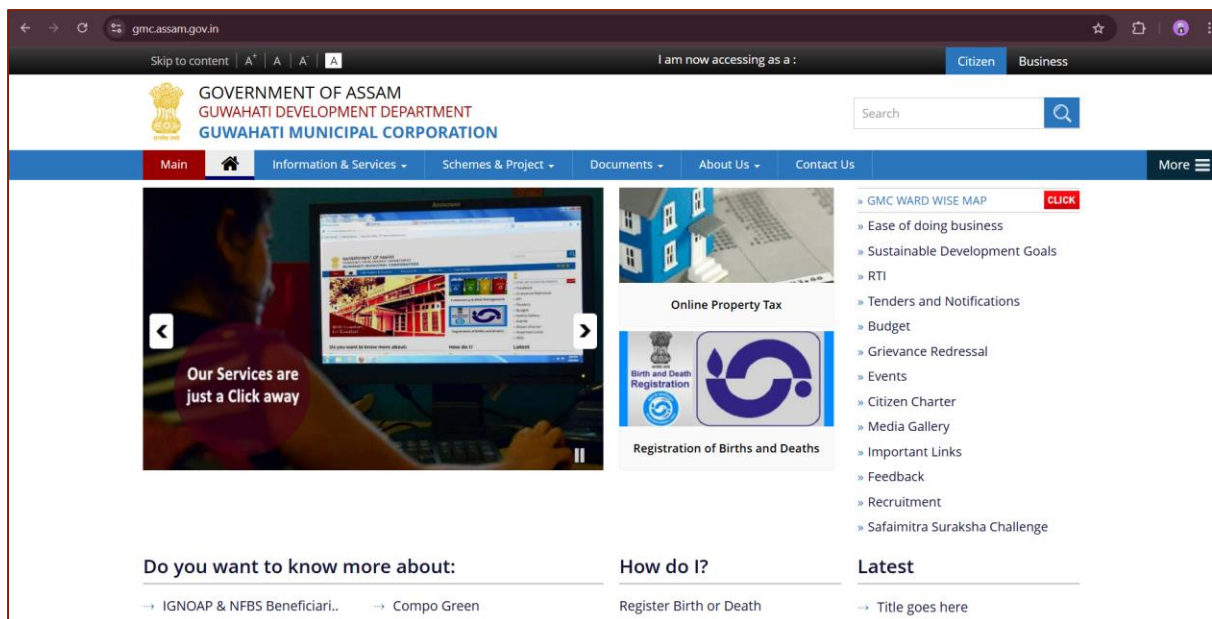 gmc.assam.gov.in
Skip to content | A+ | A | A- | A
I am now accessing as a :
Citizen
Business
GOVERNMENT OF ASSAM
GUWAHATI DEVELOPMENT DEPARTMENT
GUWAHATI MUNICIPAL CORPORATION
Search
Main
Information & Services
Schemes & Project
Documents
About Us
Contact Us
More
Our Services are
just a Click away
Online Property Tax
Birth and Death
Registration
Registration of Births and Deaths
» GMC WARD WISE MAP CLICK
» Ease of doing business
» Sustainable Development Goals
» RTI
» Tenders and Notifications
» Budget
» Grievance Redressal
» Events
» Citizen Charter
» Media Gallery
» Important Links
» Feedback
» Recruitment
» Safaimitra Suraksha Challenge
Do you want to know more about:
IGNOAP & NFBS Beneficiari..
Compo Green
How do I?
Register Birth or Death
Latest
Title goes here